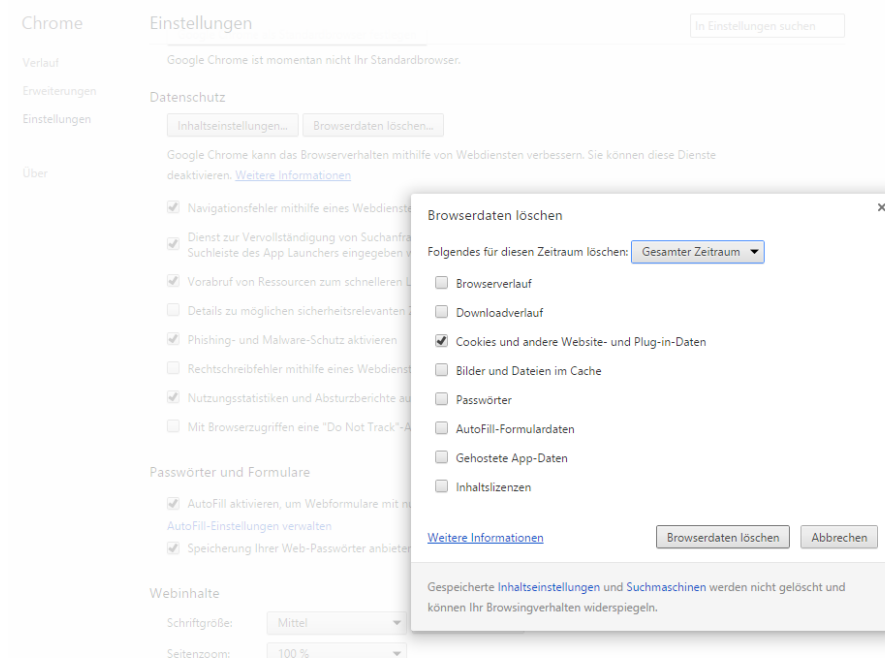 Chrome
Einstellungen
In Einstellungen suchen
Verlauf
Erweiterungen
Einstellungen
Über
Google Chrome ist momentan nicht Ihr Standardbrowser.
Datenschutz
Inhaltseinstellungen... Browserdaten löschen...
Google Chrome kann das Browserverhalten mithilfe von Webdiensten verbessern. Sie können diese Dienste
deaktivieren. Weitere Informationen
Navigationsfehler mithilfe eines Webdienste
Dienst zur Vervollständigung von Suchanfra
Suchleiste des App Launchers eingegeben
Vorabruf von Ressourcen zum schnelleren
Details zu möglichen sicherheitsrelevanten
Phishing- und Malware-Schutz aktivieren
Rechtschreibfehler mithilfe eines Webdienst
Nutzungsstatistiken und Absturzberichte au
Mit Browserzugriffen eine "Do Not Track"-A
Passwörter und Formulare
AutoFill aktivieren, um Webformulare mit
AutoFill-Einstellungen verwalten
Speicherung Ihrer Web-Passwörter anbieten
Webinhalte
Schriftgröße: Mittel
Seitenzoom: 100 %
Browserdaten löschen
×
Folgendes für diesen Zeitraum löschen: Gesamter Zeitraum
Browserverlauf
Downloadverlauf
Cookies und andere Website- und Plug-in-Daten
Bilder und Dateien im Cache
Passwörter
AutoFill-Formulardaten
Gehostete App-Daten
Inhaltslizenzen
Weitere Informationen Browserdaten löschen Abbrechen
Gespeicherte Inhaltseinstellungen und Suchmaschinen werden nicht gelöscht und
können Ihr Browsingverhalten widerspiegeln.